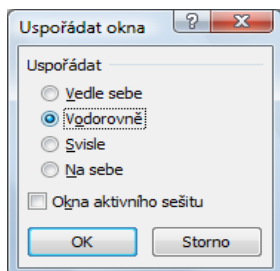 Uspořádat okna
Uspořádat
Vedle sebe
Vodorovně
Svisle
Na sebe
Okna aktivního sešitu
OK
Storno